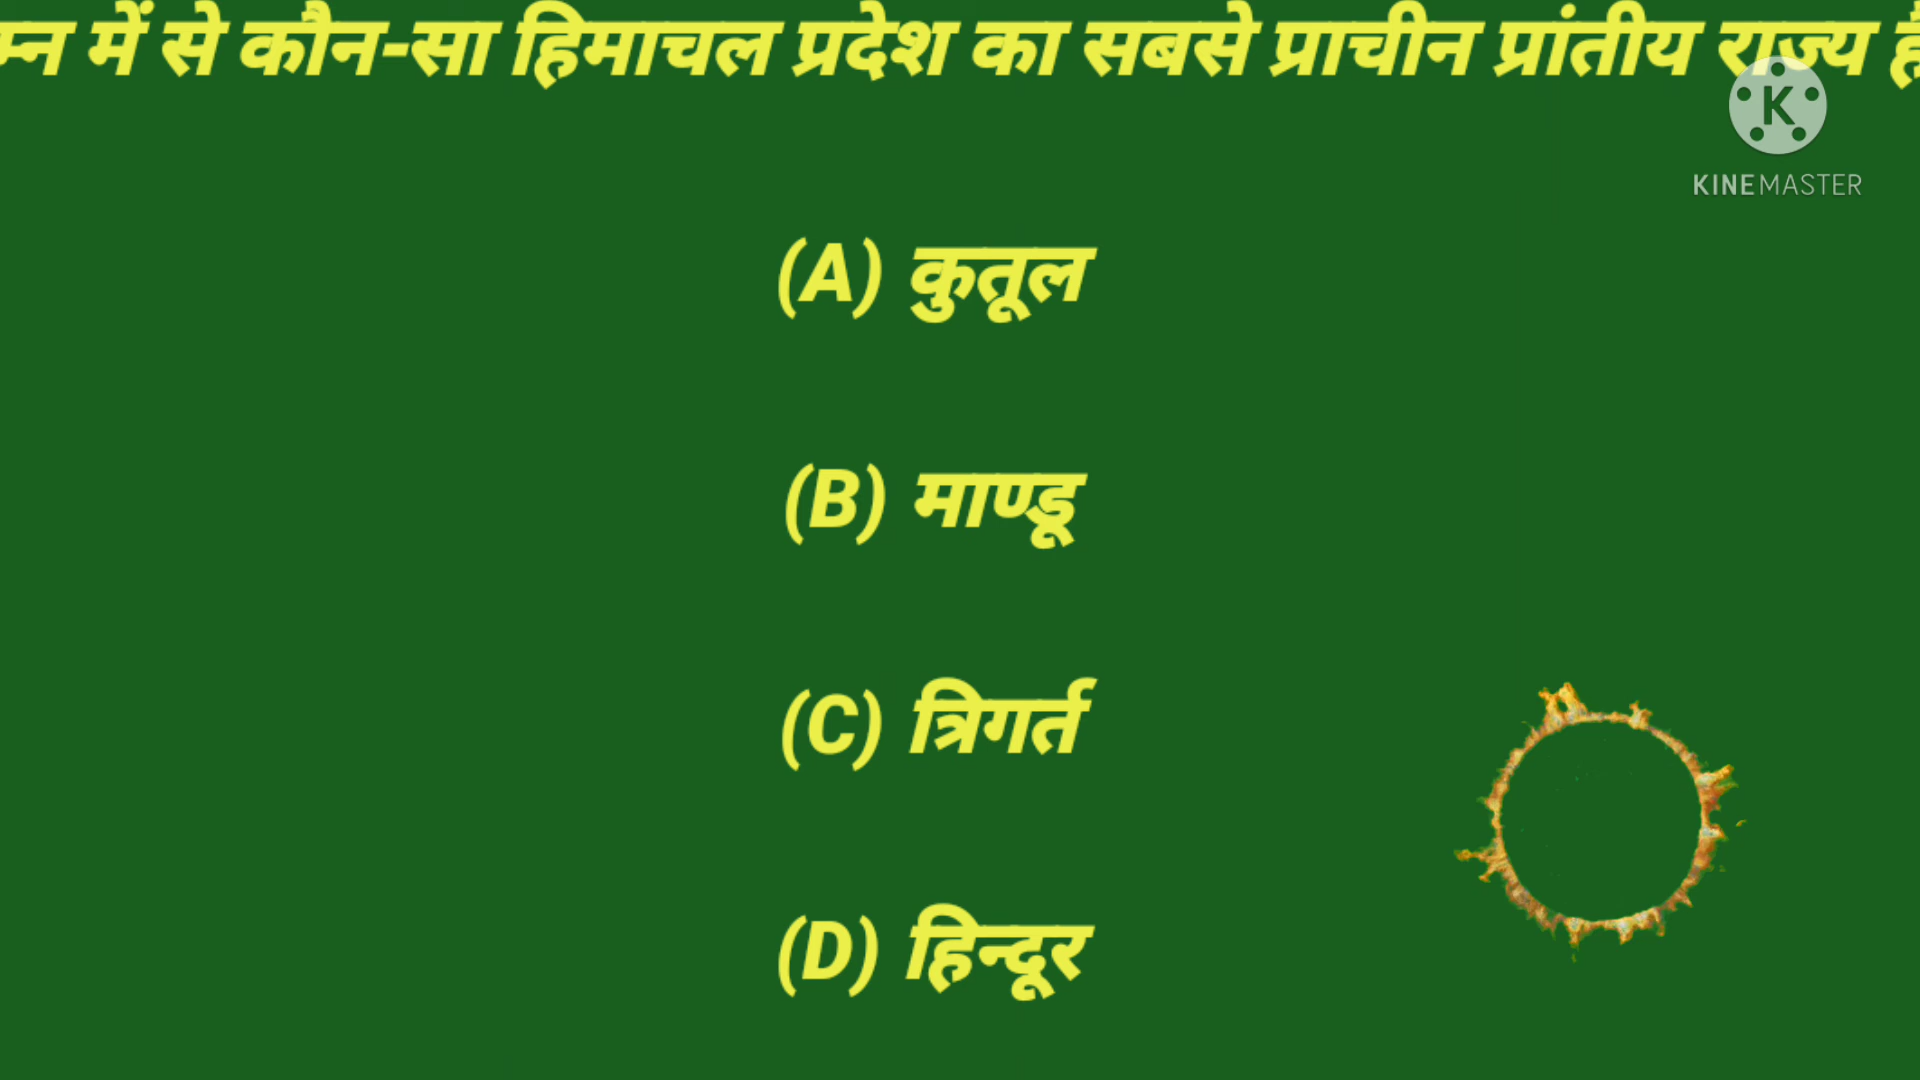 म्न में से कौन-सा हिमाचल प्रदेश का सबसे प्राचीन प्रांतीय राज्य है
K
KINEMASTER
(A) कुतूल
(B) माण्डू
(C) त्रिगर्त
(D) हिन्दूर